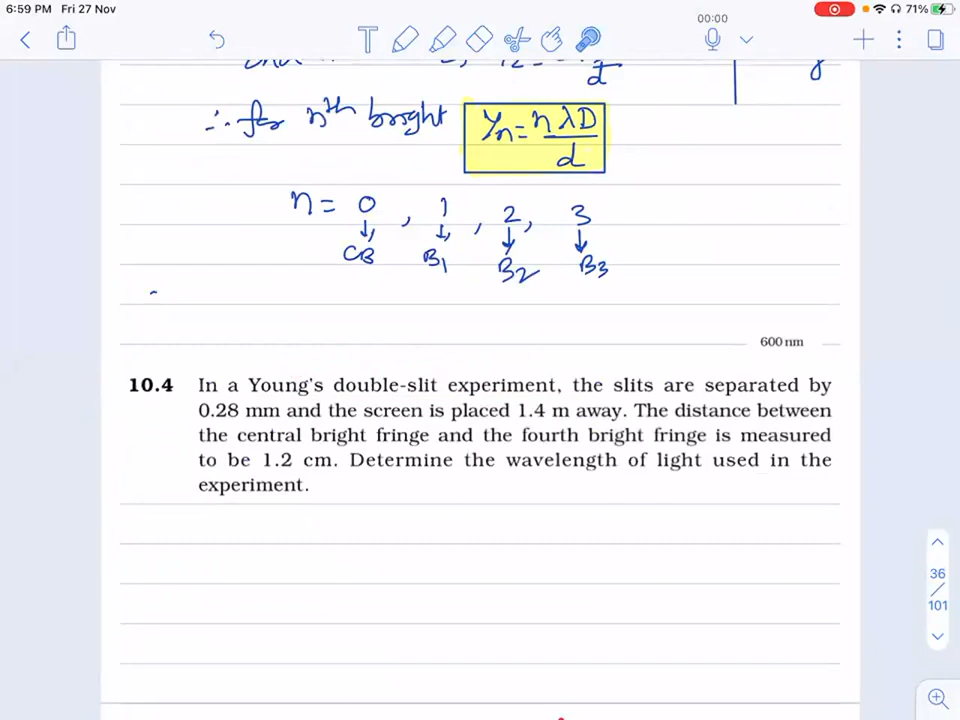 6:59 PM Fri 27 Nov
71%
00:00
T
d
∴ for nth bright yn = nλD/d
n = 0, 1, 2, 3
CB B1 B2 B3
600 nm
10.4 In a Young's double-slit experiment, the slits are separated by
0.28 mm and the screen is placed 1.4 m away. The distance between
the central bright fringe and the fourth bright fringe is measured
to be 1.2 cm. Determine the wavelength of light used in the
experiment.
36
/
101